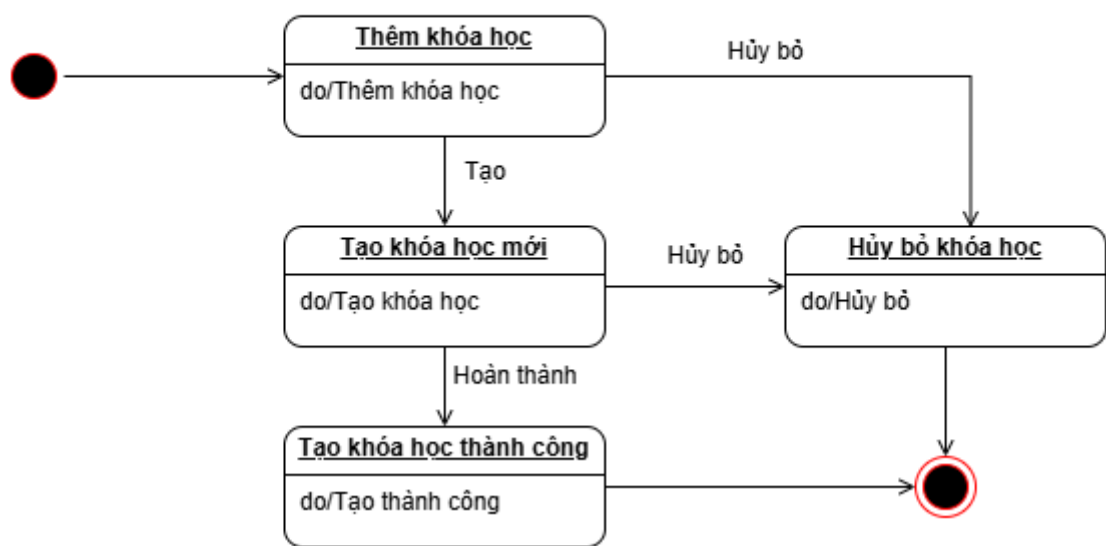 Thêm khóa học
do/Thêm khóa học
Hủy bỏ
Tạo
Tạo khóa học mới
do/Tạo khóa học
Hủy bỏ
Hủy bỏ khóa học
do/Hủy bỏ
Hoàn thành
Tạo khóa học thành công
do/Tạo thành công